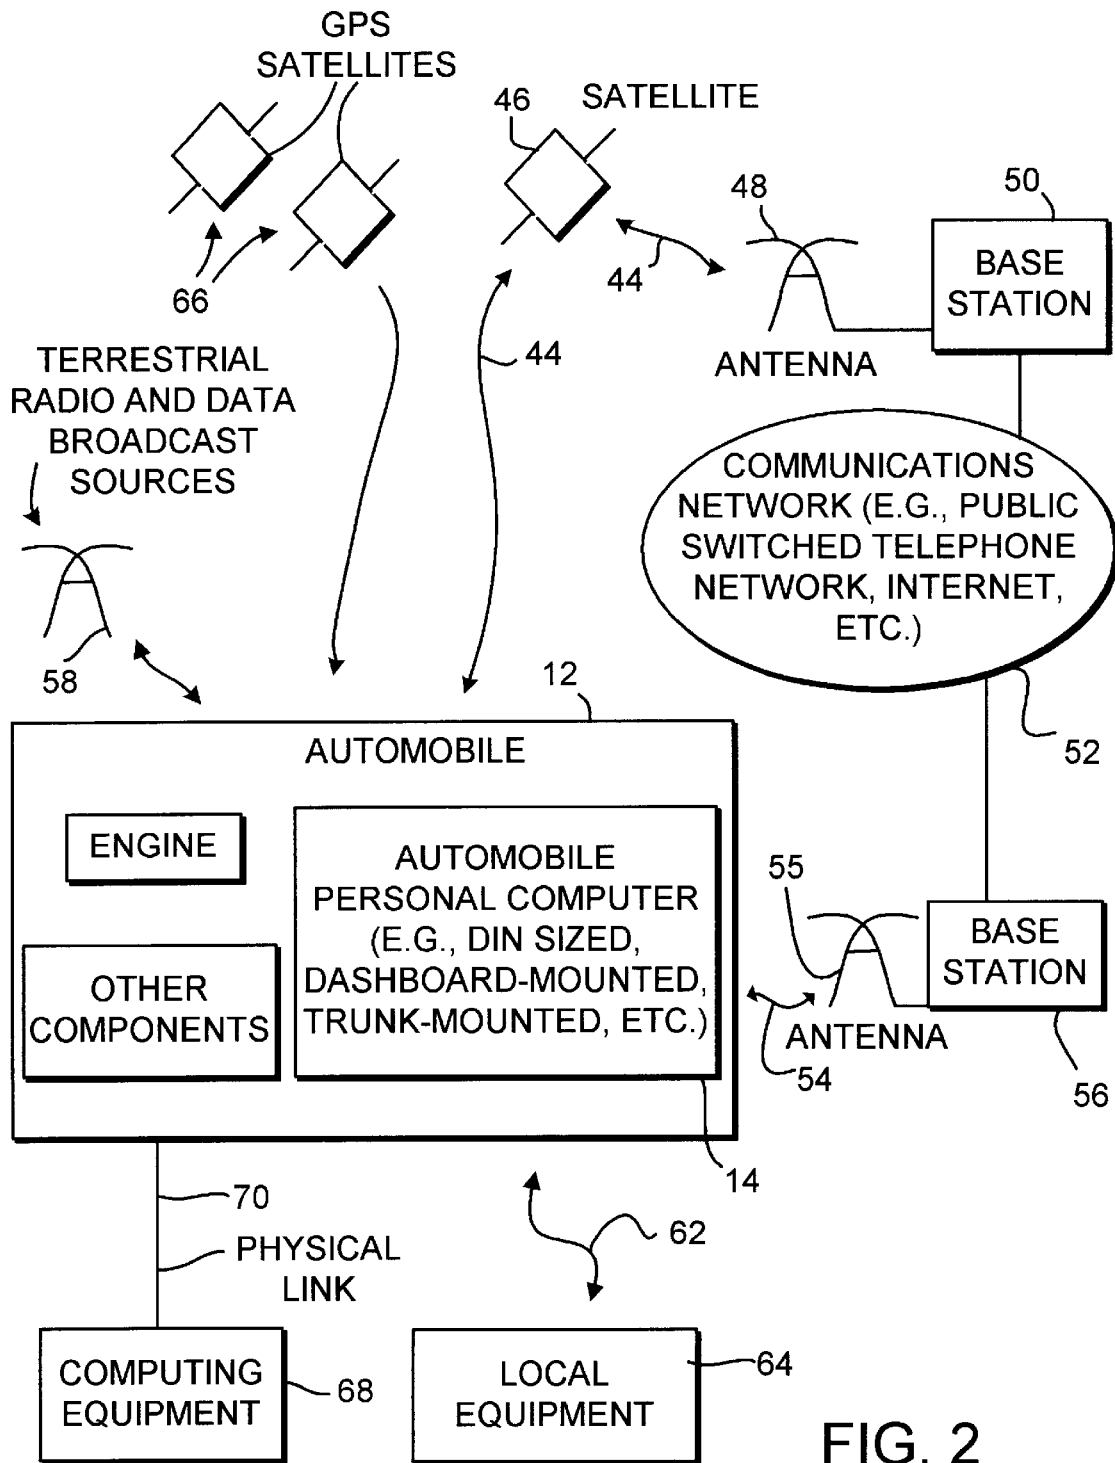 GPS
SATELLITES
46
SATELLITE
48
50
BASE
STATION
44
66
44
ANTENNA
TERRESTRIAL
RADIO AND DATA
BROADCAST
SOURCES
COMMUNICATIONS
NETWORK (E.G., PUBLIC
SWITCHED TELEPHONE
NETWORK, INTERNET,
ETC.)
58
12
52
AUTOMOBILE
ENGINE
AUTOMOBILE
PERSONAL COMPUTER
(E.G., DIN SIZED,
DASHBOARD-MOUNTED,
TRUNK-MOUNTED, ETC.)
OTHER
COMPONENTS
55
BASE
STATION
ANTENNA
54
56
14
70
PHYSICAL
LINK
62
COMPUTING
EQUIPMENT
68
LOCAL
EQUIPMENT
64
FIG. 2